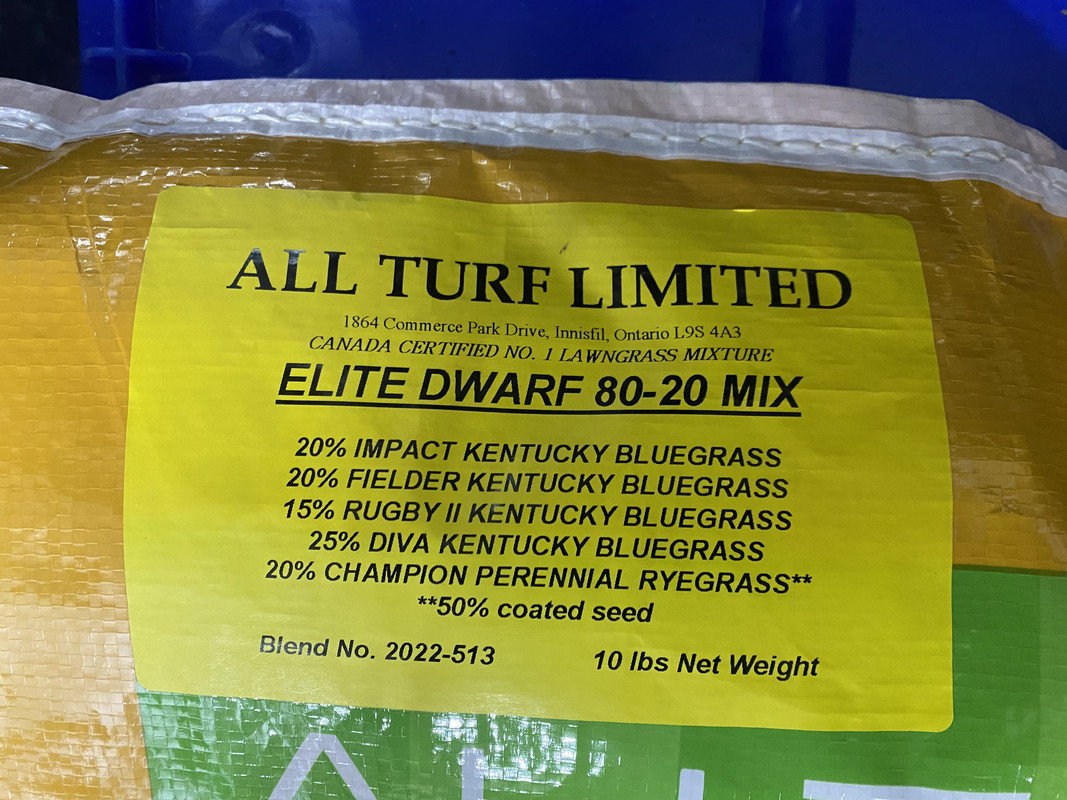 ALL TURF LIMITED
1864 Commerce Park Drive, Innisfil, Ontario L9S 4A3
CANADA CERTIFIED NO. 1 LAWNGRASS MIXTURE
ELITE DWARF 80-20 MIX
20% IMPACT KENTUCKY BLUEGRASS
20% FIELDER KENTUCKY BLUEGRASS
15% RUGBY II KENTUCKY BLUEGRASS
25% DIVA KENTUCKY BLUEGRASS
20% CHAMPION PERENNIAL RYEGRASS**
**50% coated seed
Blend No. 2022-513 10 lbs Net Weight